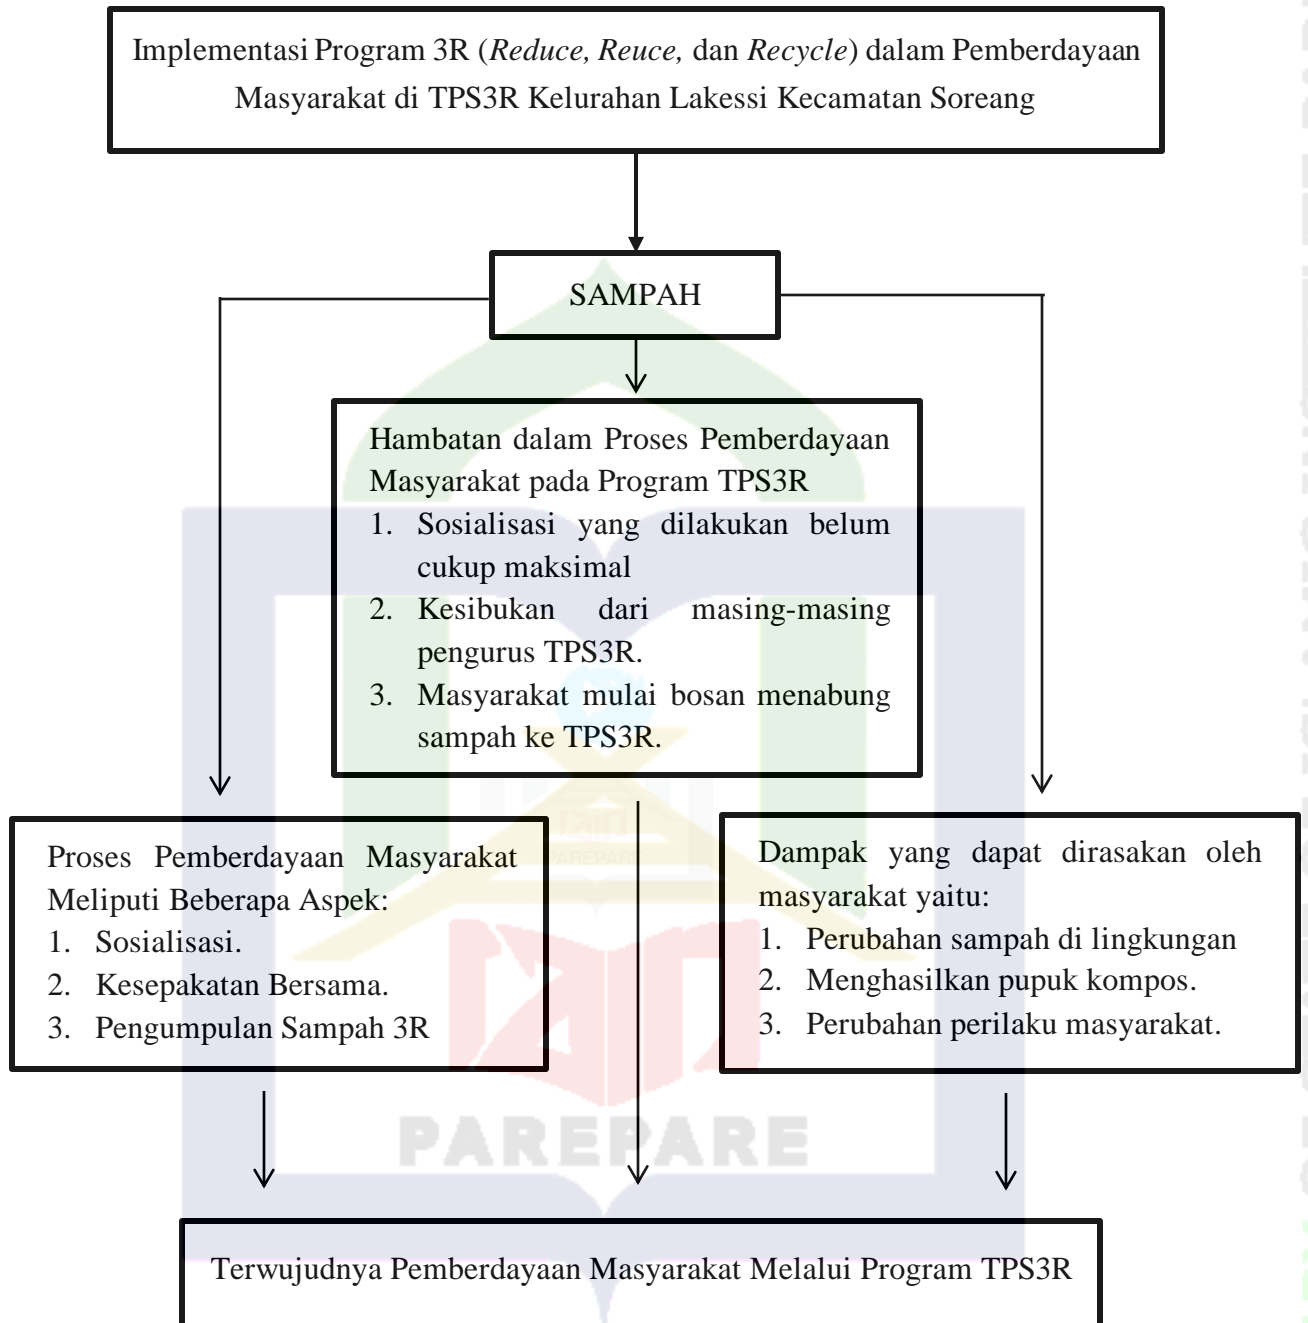 Implementasi Program 3R (Reduce, Reuce, dan Recycle) dalam Pemberdayaan
Masyarakat di TPS3R Kelurahan Lakessi Kecamatan Soreang
SAMPAH
Hambatan dalam Proses Pemberdayaan
Masyarakat pada Program TPS3R
1. Sosialisasi yang dilakukan belum
cukup maksimal
2. Kesibukan dari masing-masing
pengurus TPS3R.
3. Masyarakat mulai bosan menabung
sampah ke TPS3R.
Proses Pemberdayaan Masyarakat
Meliputi Beberapa Aspek:
1. Sosialisasi.
2. Kesepakatan Bersama.
3. Pengumpulan Sampah 3R
Dampak yang dapat dirasakan oleh
masyarakat yaitu:
1. Perubahan sampah di lingkungan
2. Menghasilkan pupuk kompos.
3. Perubahan perilaku masyarakat.
iain
PAREPARE
PAREPARE
Terwujudnya Pemberdayaan Masyarakat Melalui Program TPS3R